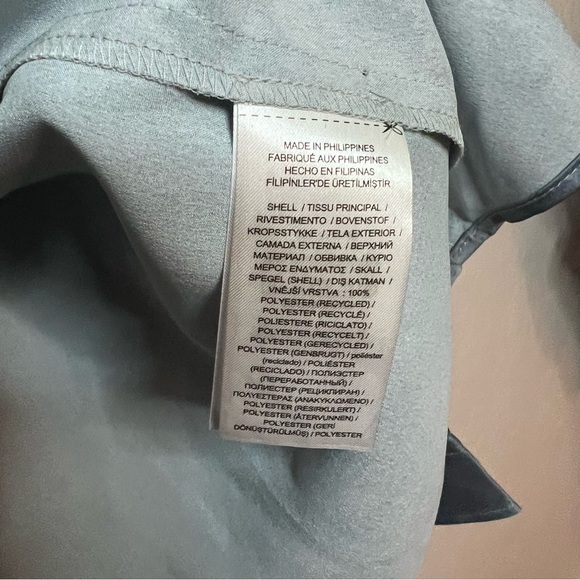 MADE IN PHILIPPINES
FABRIQUÉ AUX PHILIPPINES
HECHO EN FILIPINAS
FİLİPİNLER'DE ÜRETİLMİŞTİR
SHELL / TISSU PRINCIPAL /
RIVESTIMENTO / BOVENSTOF /
KROPSSTYKKE / TELA EXTERIOR /
CAMADA EXTERNA / ВЕРХНИЙ
МАТЕРИАЛ / ОБВИВКА / ΚΥΡΙΟ
ΜΕΡΟΣ ΕΝΔΥΜΑΤΟΣ / SKALL /
SPEGEL (SHELL) / DIŞ KATMAN /
VNĚJŠÍ VRSTVA : 100%
POLYESTER (RECYCLED) /
POLYESTER (RECYCLÉ) /
POLIESTERE (RICICLATO) /
POLYESTER (RECYCELT) /
POLYESTER (GERECYCLED) /
POLYESTER (GENBRUGT) / poliéster
(reciclado) / POLIÉSTER
(RECICLADO) / ПОЛИЭСТЕР
(ПЕРЕРАБОТАННЫЙ) /
ПОЛИЕСТЕР (РЕЦИКЛИРАН) /
ΠΟΛΥΕΣΤΕΡΑΣ (ΑΝΑΚΥΚΛΩΜΕΝΟ) /
POLYESTER (RESIRKULERT) /
POLYESTER (ÅTERVUNNEN) /
POLYESTER (GERİ
DÖNÜŞTÜRÜLMÜŞ) / POLYESTER